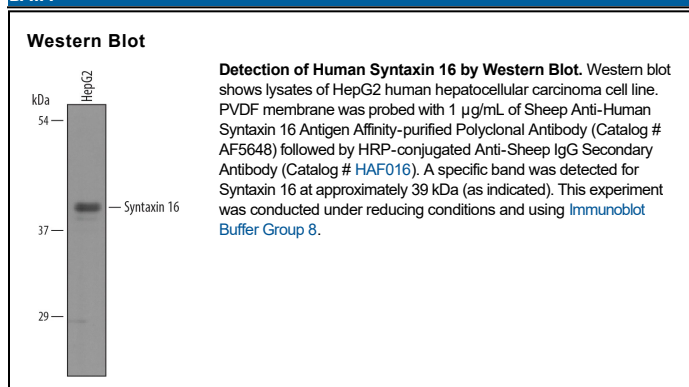 Western Blot
HepG2
kDa
54
Syntaxin 16
37
29
Detection of Human Syntaxin 16 by Western Blot. Western blot
shows lysates of HepG2 human hepatocellular carcinoma cell line.
PVDF membrane was probed with 1 µg/mL of Sheep Anti-Human
Syntaxin 16 Antigen Affinity-purified Polyclonal Antibody (Catalog #
AF5648) followed by HRP-conjugated Anti-Sheep IgG Secondary
Antibody (Catalog # HAF016). A specific band was detected for
Syntaxin 16 at approximately 39 kDa (as indicated). This experiment
was conducted under reducing conditions and using Immunoblot
Buffer Group 8.